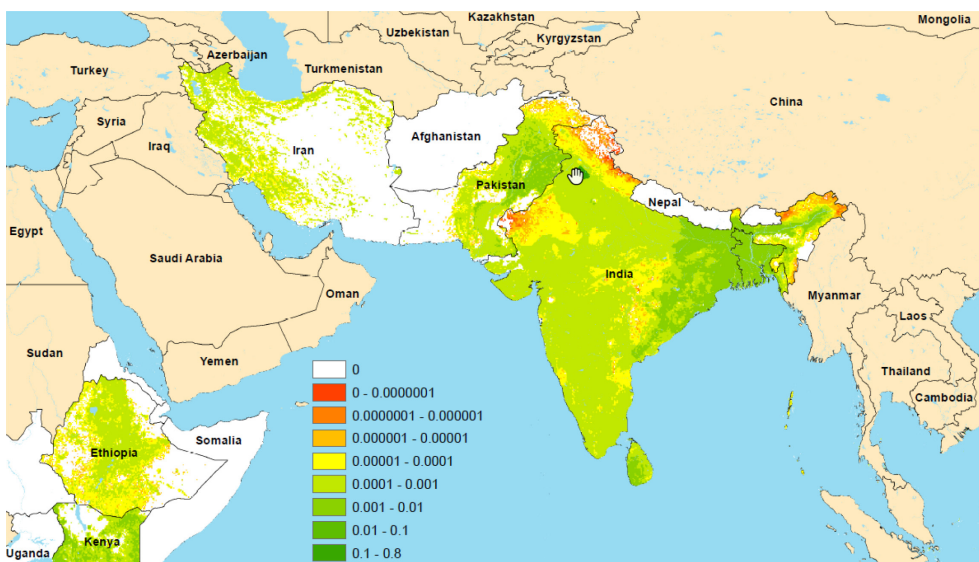 Kazakhstan
Mongolia
Uzbekistan
Kyrgyzstan
Azerbaijan
Turkey
Turkmenistan
China
Syria
Afghanistan
Iraq
Iran
Pakistan
Nepal
Egypt
Saudi Arabia
India
Oman
Myanmar
Laos
Sudan
Yemen
Thailand
Cambodia
Somalia
Ethiopia
Kenya
Uganda
0
0 - 0.0000001
0.0000001 - 0.000001
0.000001 - 0.00001
0.00001 - 0.0001
0.0001 - 0.001
0.001 - 0.01
0.01 - 0.1
0.1 - 0.8